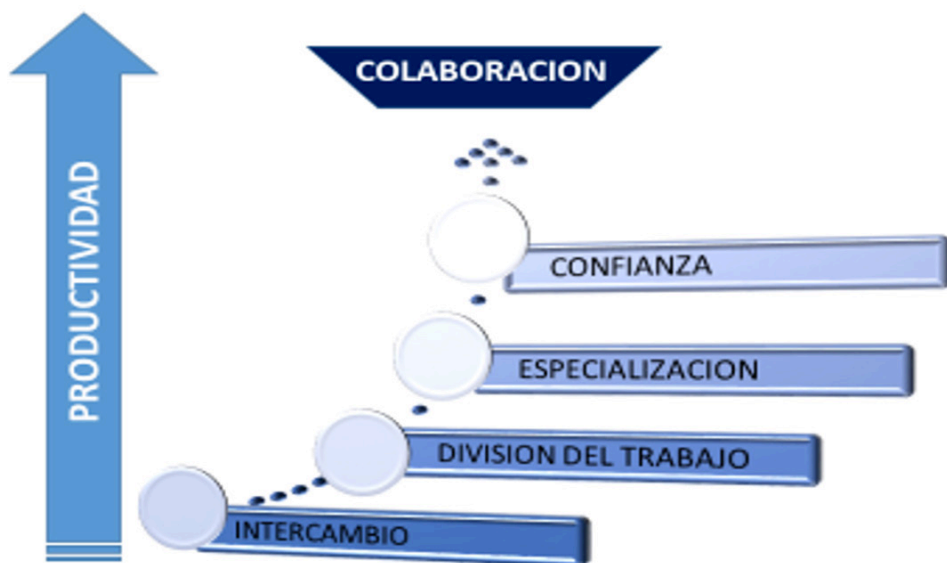 COLABORACION
PRODUCTIVIDAD
CONFIANZA
ESPECIALIZACION
DIVISION DEL TRABAJO
INTERCAMBIO